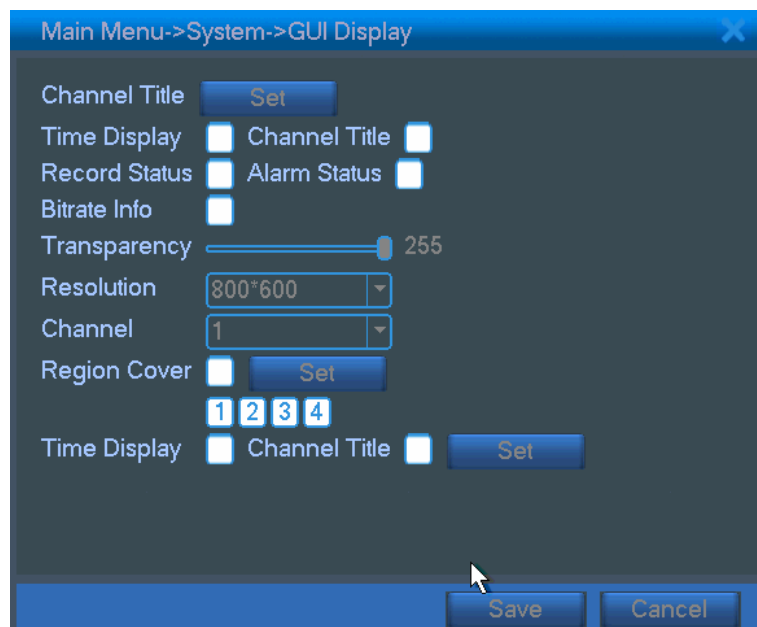 Main Menu->System->GUI Display
Channel Title Set
Time Display Channel Title
Record Status Alarm Status
Bitrate Info
Transparency 255
Resolution 800*600
Channel 1
Region Cover Set
1 2 3 4
Time Display Channel Title Set
Save Cancel